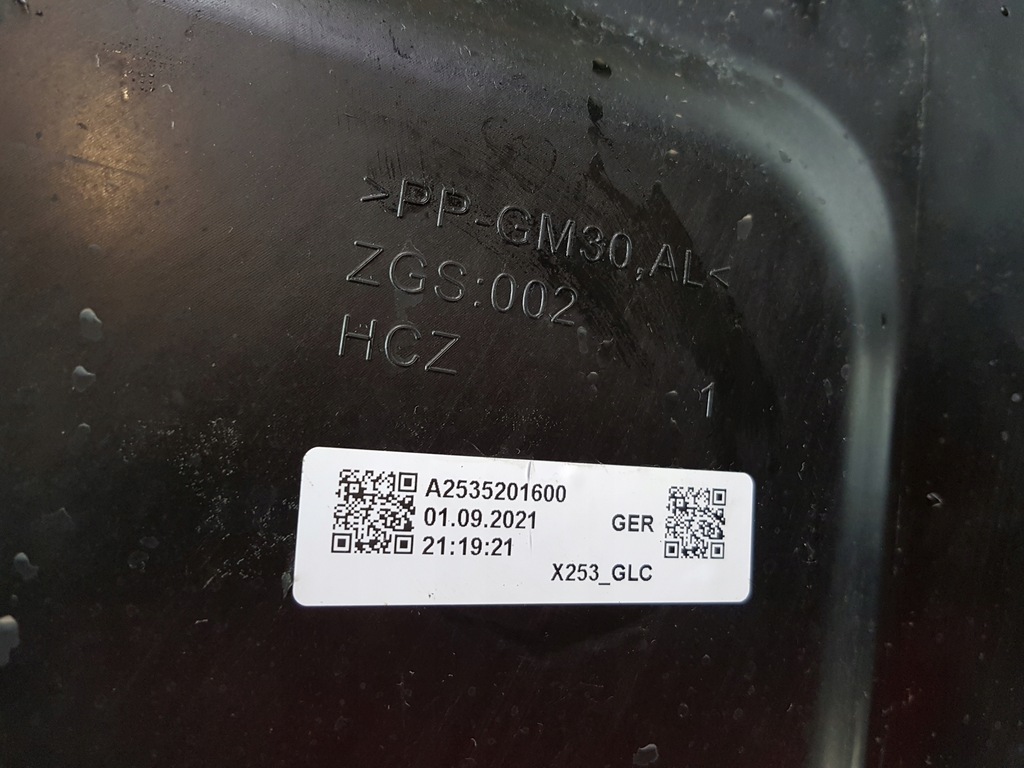 >PP-GM30,AL<
ZGS:002
HCZ
1
A2535201600
01.09.2021
GER
21:19:21
X253_GLC